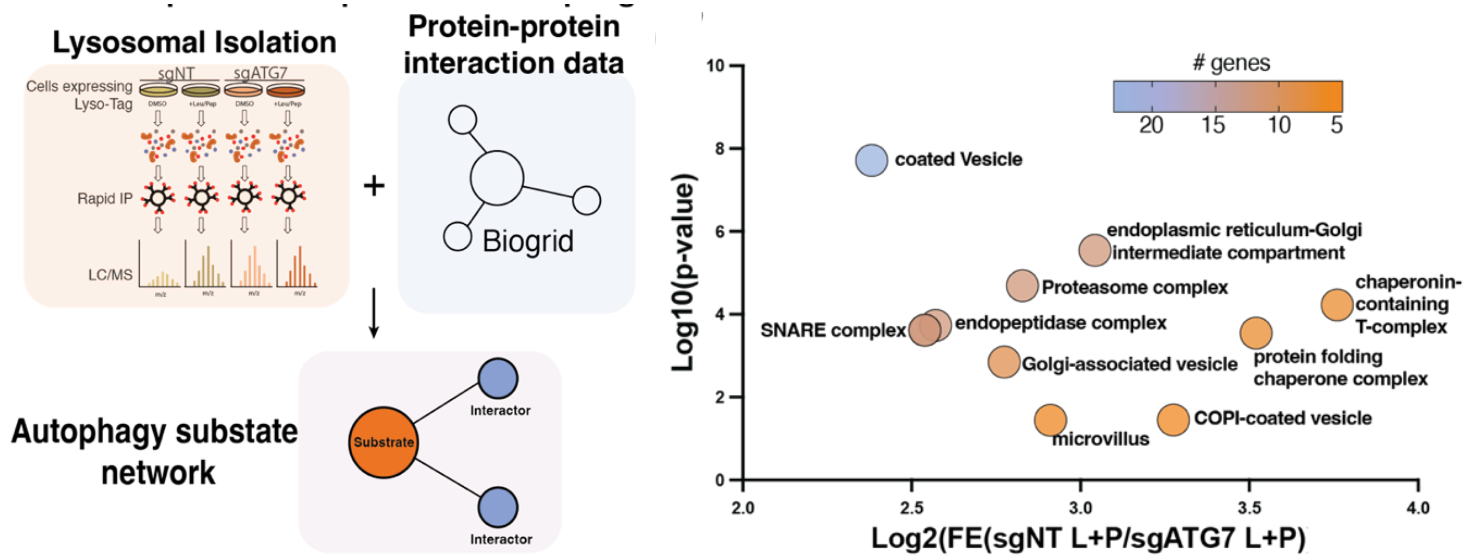 Lysosomal Isolation
sgNT sgATG7
Cells expressing
Lyso-Tag
DMSO +Leu/Pep DMSO +Leu/Pep
Rapid IP
LC/MS
m/z m/z m/z m/z
+
Protein-protein
interaction data
Biogrid
Autophagy substate
network
Substrate
Interactor
Interactor
# genes
20 15 10 5
Log10(p-value)
10
8
6
4
2
0
coated Vesicle
endoplasmic reticulum-Golgi
intermediate compartment
Proteasome complex
chaperonin-
containing
T-complex
SNARE complex
endopeptidase complex
Golgi-associated vesicle
protein folding
chaperone complex
microvillus
COPI-coated vesicle
2.0 2.5 3.0 3.5 4.0
Log2(FE(sgNT L+P/sgATG7 L+P)